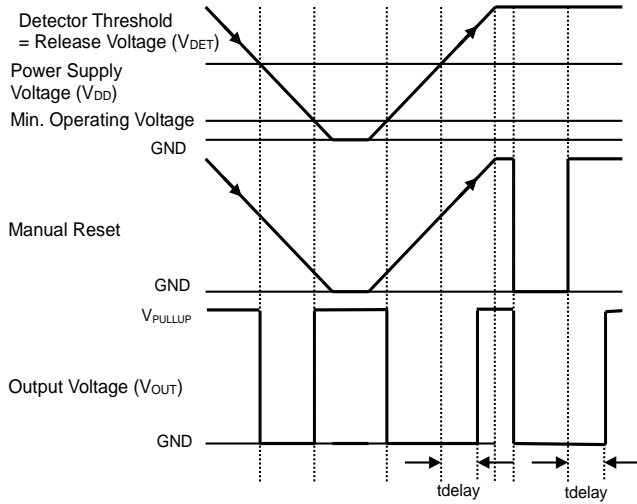 Detector Threshold
= Release Voltage (VDET)
Power Supply
Voltage (VDD)
Min. Operating Voltage
GND
Manual Reset
GND
VPULLUP
Output Voltage (VOUT)
GND
tdelay
tdelay